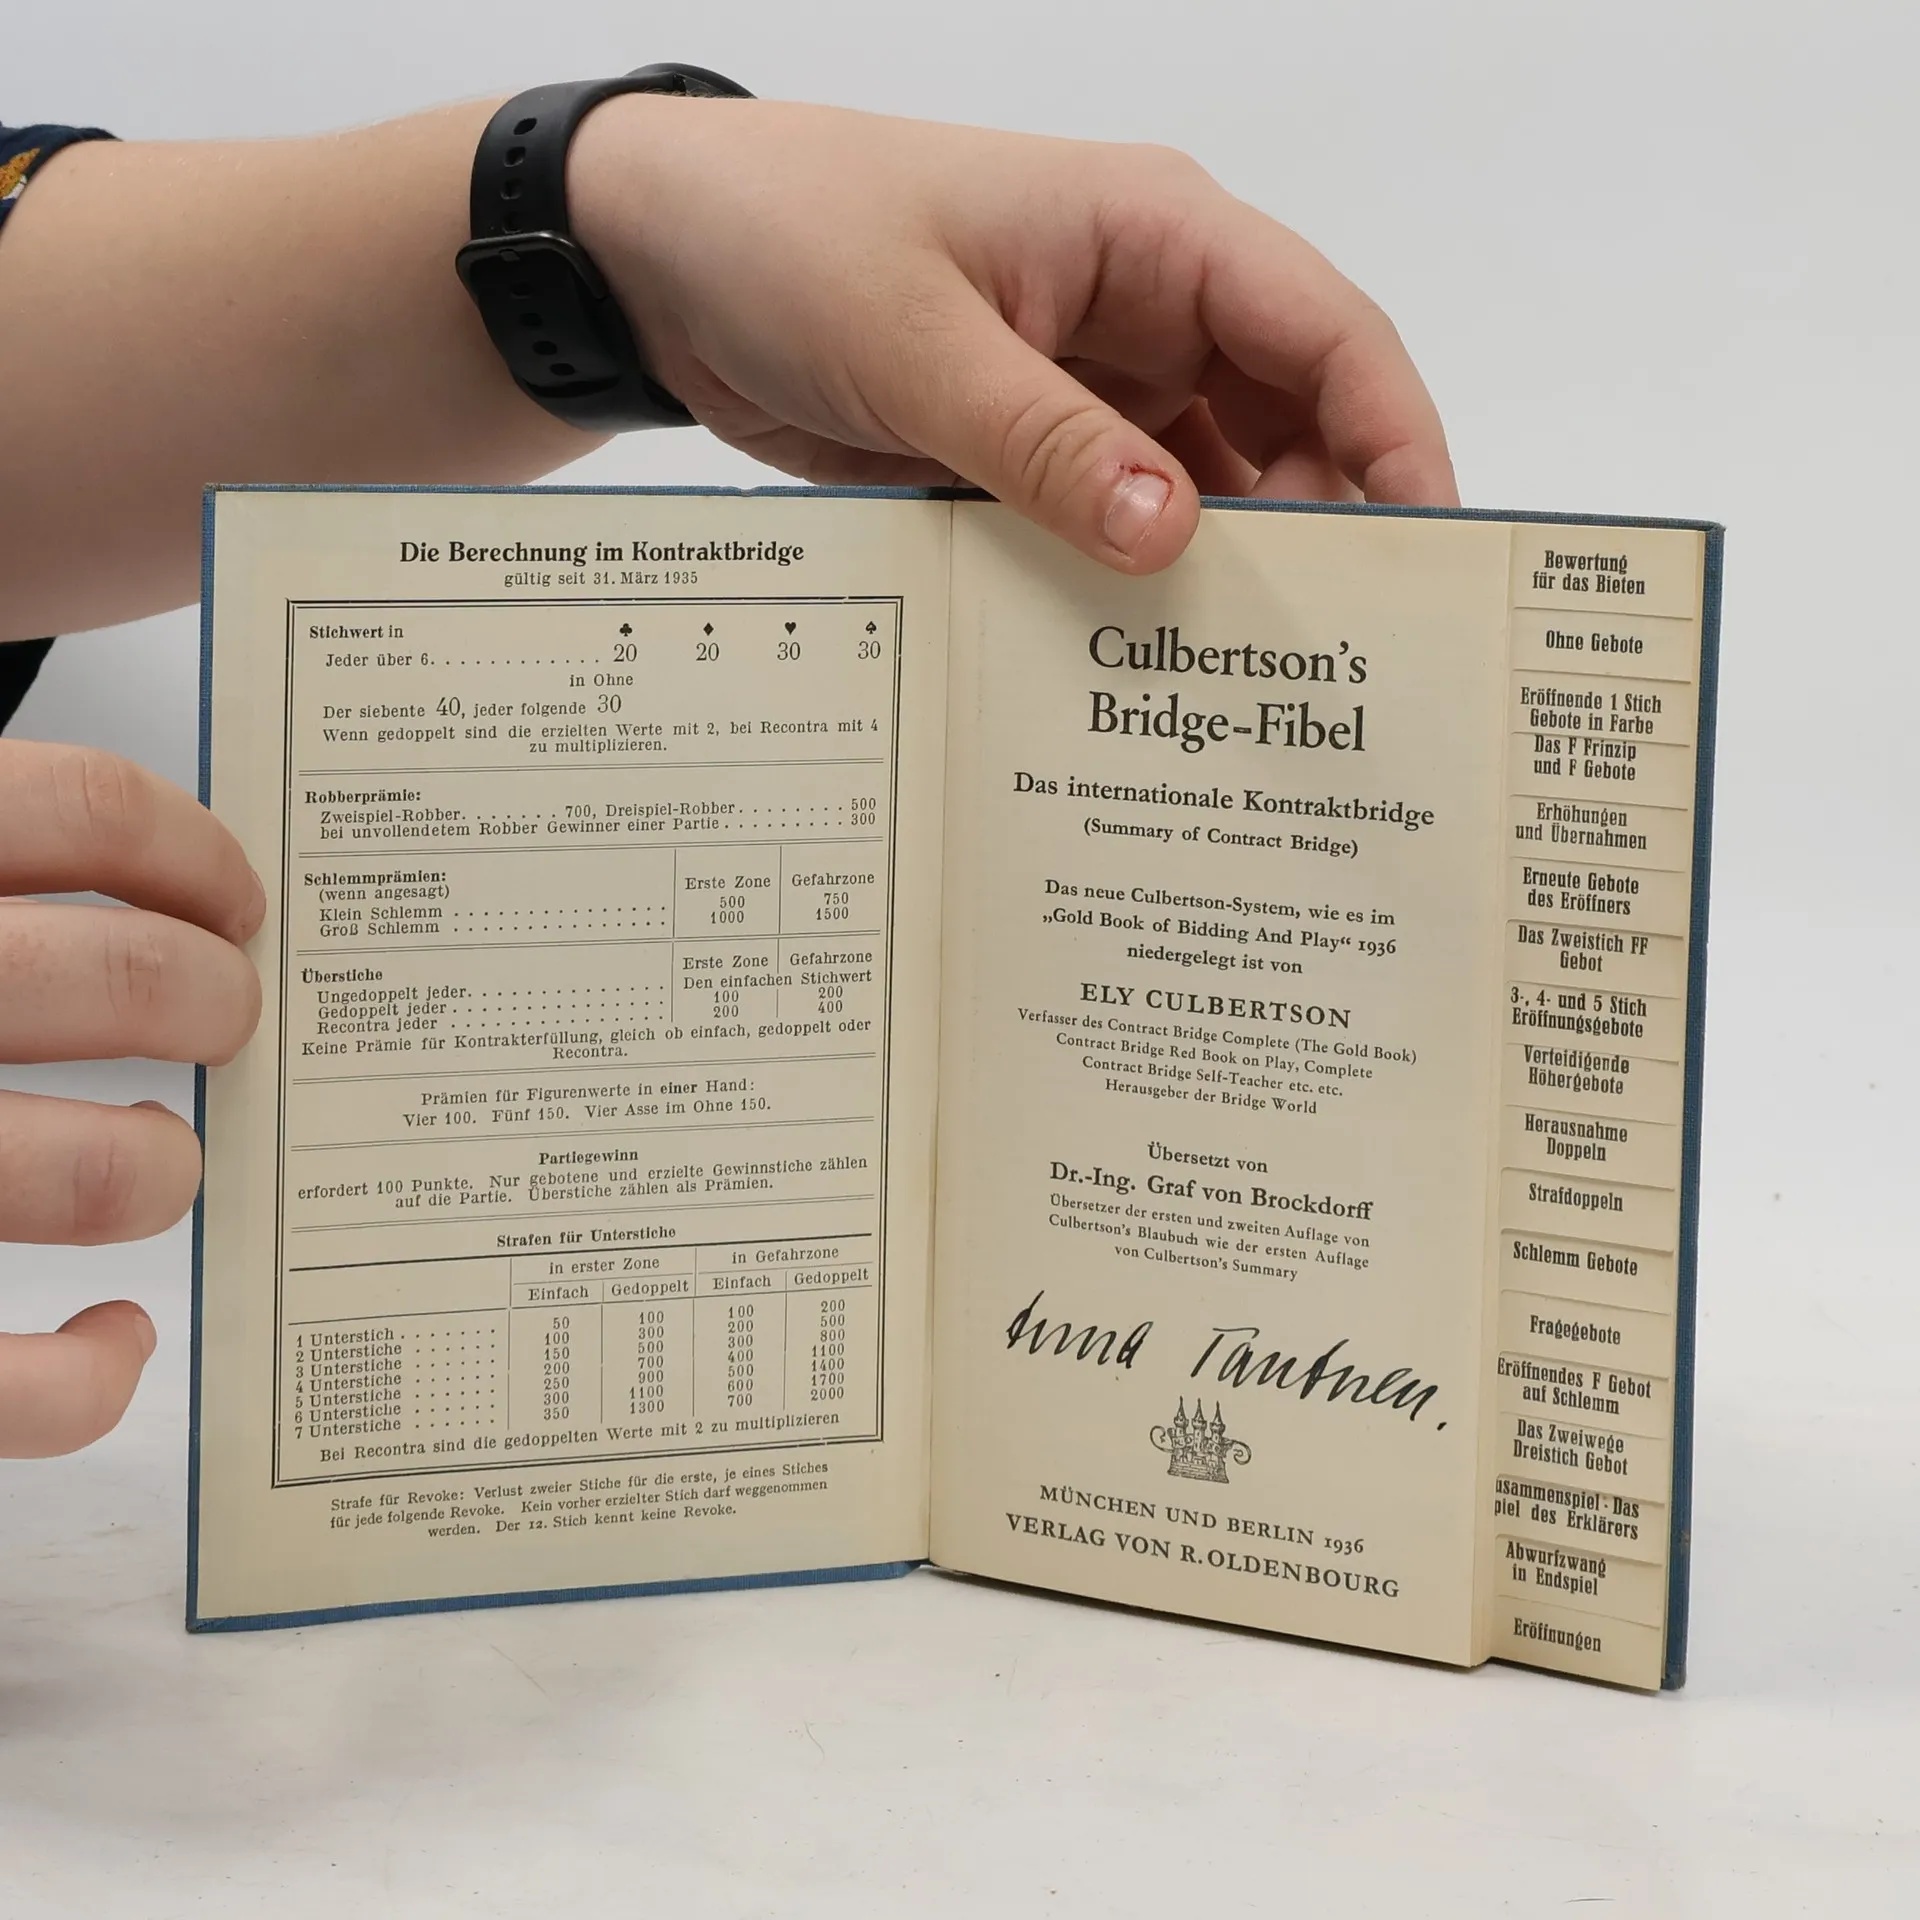 Die Berechnung im Kontraktbridge
gültig seit 31. März 1935
Stichwert in ♣ ♦ ♥ ♠
Jeder über 6. . . . . . . . . . . . . 20 20 30 30
in Ohne
Der siebente 40, jeder folgende 30
Wenn gedoppelt sind die erzielten Werte mit 2, bei Recontra mit 4
zu multiplizieren.
Robberprämie:
Zweispiel-Robber. . . . . . . 700, Dreispiel-Robber . . . . . . . . 500
bei unvollendetem Robber Gewinner einer Partie . . . . . . . . 300
Schlemmprämien:
(wenn angesagt) Erste Zone Gefahrzone
Klein Schlemm . . . . . . . . . . . . . . . 500 750
Groß Schlemm . . . . . . . . . . . . . . . 1000 1500
Überstiche Erste Zone Gefahrzone
Den einfachen Stichwert
Ungedoppelt jeder. . . . . . . . . . . . . .
Gedoppelt jeder . . . . . . . . . . . . . . . 100 200
Recontra jeder . . . . . . . . . . . . . . . 200 400
Keine Prämie für Kontrakterfüllung, gleich ob einfach, gedoppelt oder
Recontra.
Prämien für Figurenwerte in einer Hand:
Vier 100. Fünf 150. Vier Asse im Ohne 150.
Partiegewinn
erfordert 100 Punkte. Nur gebotene und erzielte Gewinnstiche zählen
auf die Partie. Überstiche zählen als Prämien.
Strafen für Unterstiche
in erster Zone in Gefahrzone
Einfach Gedoppelt Einfach Gedoppelt
1 Unterstich . . . . . . . 50 100 100 200
2 Unterstiche . . . . . . 100 300 200 500
3 Unterstiche . . . . . . 150 500 300 800
4 Unterstiche . . . . . . 200 700 400 1100
5 Unterstiche . . . . . . 250 900 500 1400
6 Unterstiche . . . . . . 300 1100 600 1700
7 Unterstiche . . . . . . 350 1300 700 2000
Bei Recontra sind die gedoppelten Werte mit 2 zu multiplizieren
Strafe für Revoke: Verlust zweier Stiche für die erste, je eines Stiches
für jede folgende Revoke. Kein vorher erzielter Stich darf weggenommen
werden. Der 12. Stich kennt keine Revoke.
Culbertson's
Bridge-Fibel
Das internationale Kontraktbridge
(Summary of Contract Bridge)
Das neue Culbertson-System, wie es im
„Gold Book of Bidding And Play“ 1936
niedergelegt ist von
ELY CULBERTSON
Verfasser des Contract Bridge Complete (The Gold Book)
Contract Bridge Red Book on Play, Complete
Contract Bridge Self-Teacher etc. etc.
Herausgeber der Bridge World
Übersetzt von
Dr.-Ing. Graf von Brockdorff
Übersetzer der ersten und zweiten Auflage von
Culbertson's Blaubuch wie der ersten Auflage
von Culbertson's Summary
MÜNCHEN UND BERLIN 1936
VERLAG VON R. OLDENBOURG
Bewertung
für das Bieten
Ohne Gebote
Eröffnende 1 Stich
Gebote in Farbe
Das F Prinzip
und F Gebote
Erhöhungen
und Übernahmen
Erneute Gebote
des Eröffners
Das Zweistich FF
Gebot
3-, 4- und 5 Stich
Eröffnungsgebote
Verteidigende
Höhergebote
Herausnahme
Doppeln
Strafdoppeln
Schlemm Gebote
Fragegebote
Eröffnendes F Gebot
auf Schlemm
Das Zweiwege
Dreistich Gebot
usammenspiel · Das
piel des Erklärers
Abwurfzwang
in Endspiel
Eröffnungen